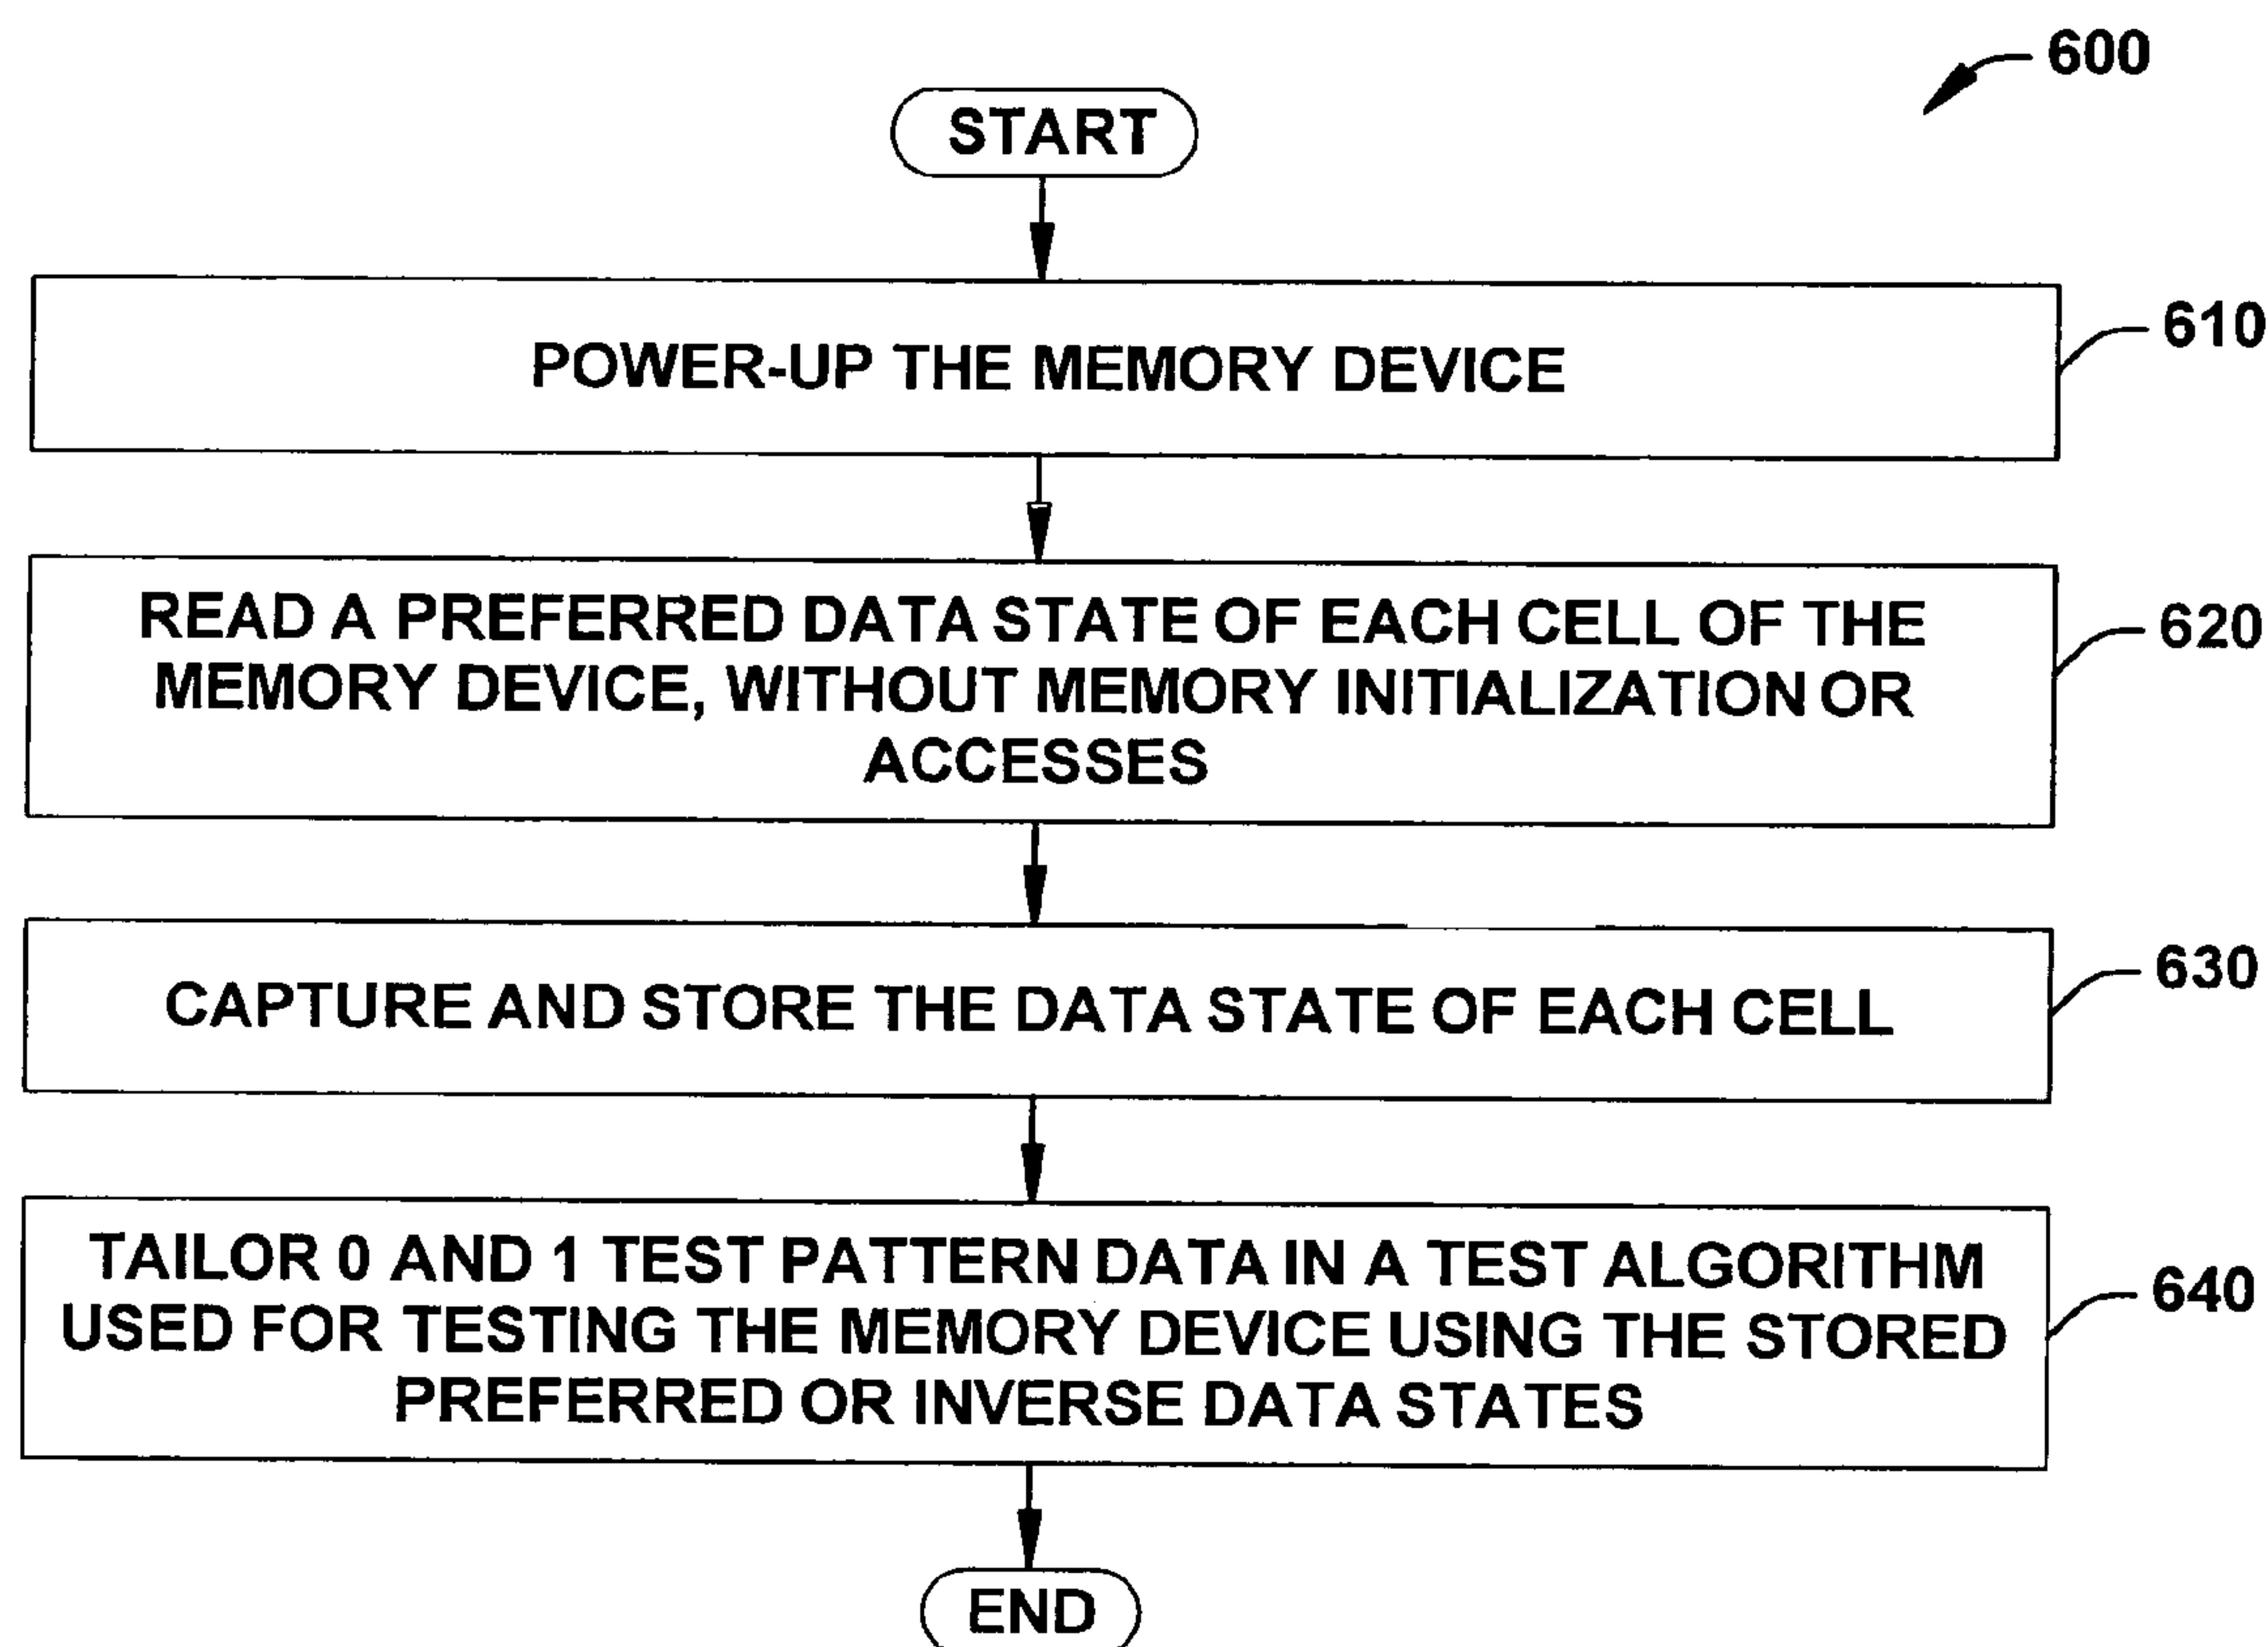 600
START
POWER-UP THE MEMORY DEVICE
610
READ A PREFERRED DATA STATE OF EACH CELL OF THE
MEMORY DEVICE, WITHOUT MEMORY INITIALIZATION OR
ACCESSES
620
CAPTURE AND STORE THE DATA STATE OF EACH CELL
630
TAILOR 0 AND 1 TEST PATTERN DATA IN A TEST ALGORITHM
USED FOR TESTING THE MEMORY DEVICE USING THE STORED
PREFERRED OR INVERSE DATA STATES
640
END